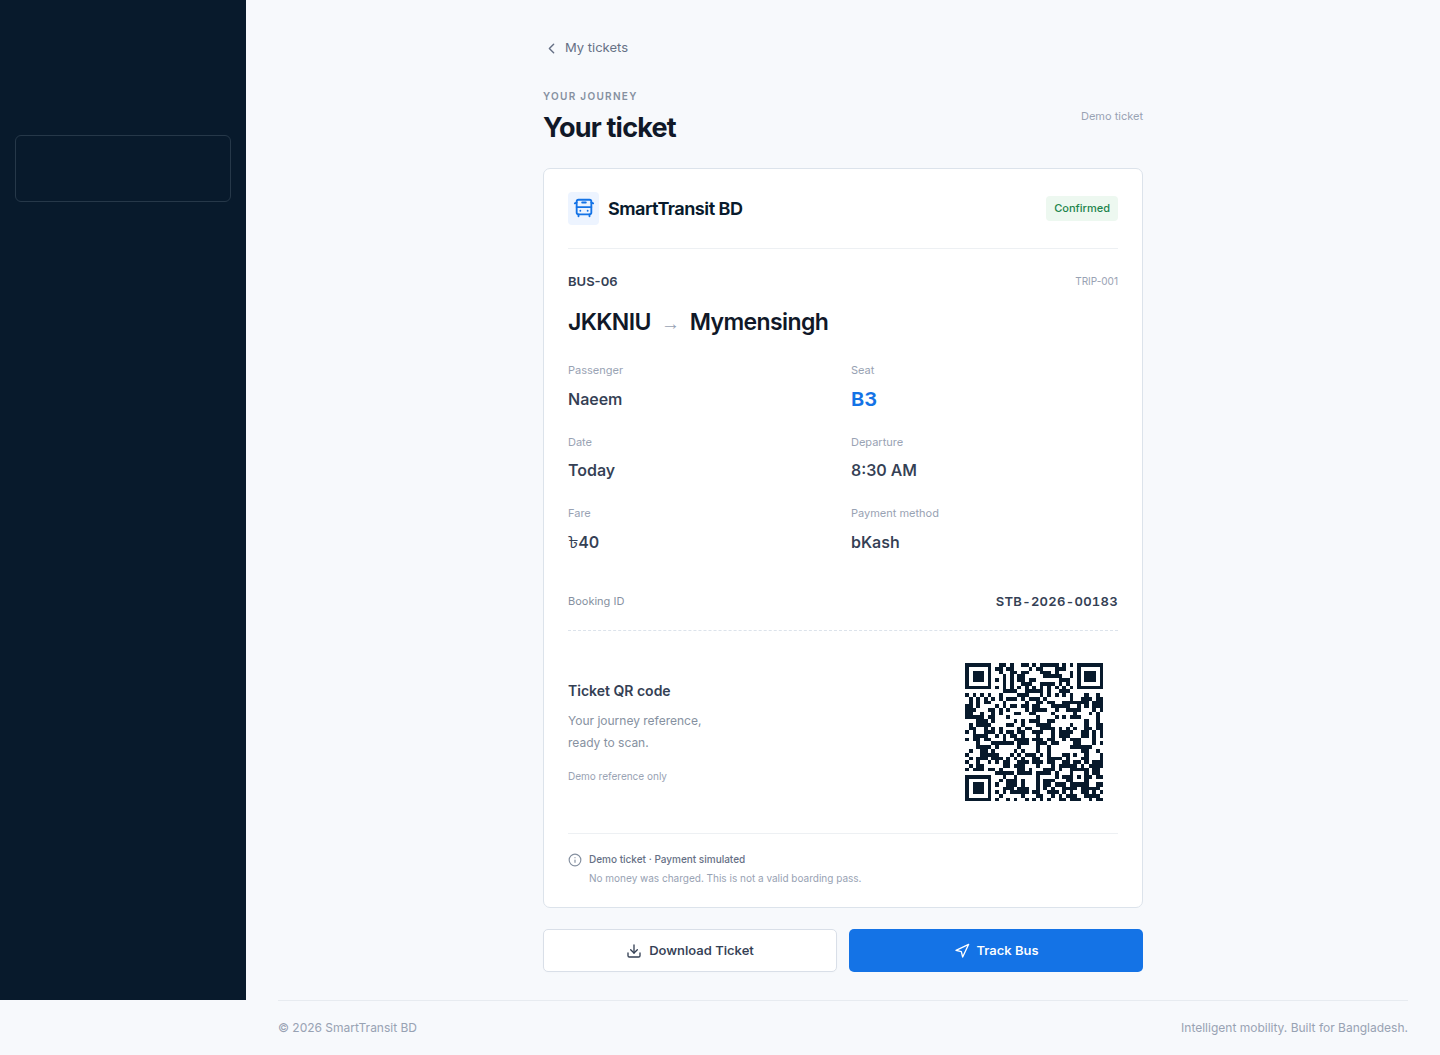 My tickets
YOUR JOURNEY
Your ticket
Demo ticket
SmartTransit BD
Confirmed
BUS-06
TRIP-001
JKKNIU → Mymensingh
Passenger
Seat
Naeem
B3
Date
Departure
Today
8:30 AM
Fare
Payment method
৳40
bKash
Booking ID
STB-2026-00183
Ticket QR code
Your journey reference,
ready to scan.
Demo reference only
Demo ticket · Payment simulated
No money was charged. This is not a valid boarding pass.
Download Ticket
Track Bus
© 2026 SmartTransit BD
Intelligent mobility. Built for Bangladesh.